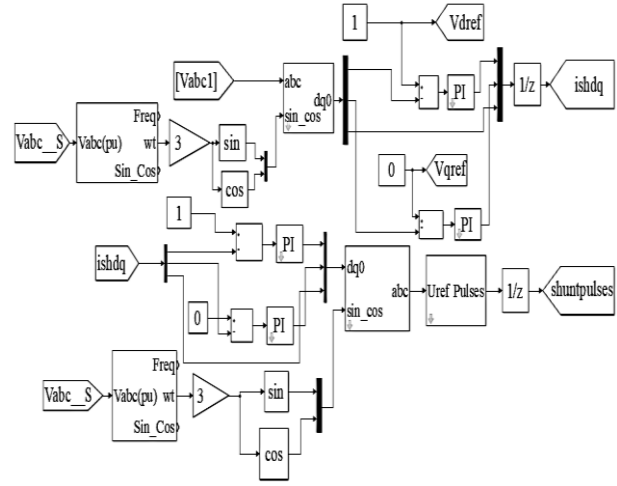 1
Vdref
[Vabc1]
abc
dq0
sin_cos
PI
1/z
ishdq
Freq
Vabc__S
Vabc(pu)
wt
3
sin
Sin_Cos
cos
0
Vqref
PI
1
PI
ishdq
dq0
abc
sin_cos
Uref Pulses
1/z
shuntpulses
0
PI
Freq
Vabc__S
Vabc(pu)
wt
3
sin
Sin_Cos
cos